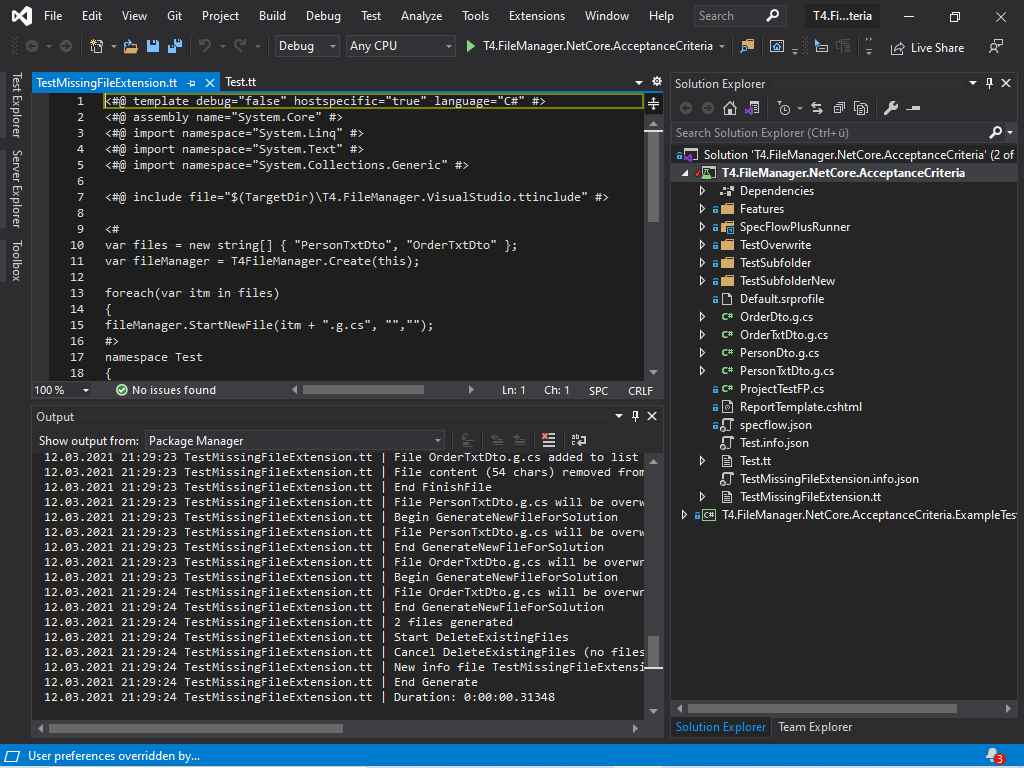 File Edit View Git Project Build Debug Test Analyze Tools Extensions Window Help Search T4.Fi...teria
Debug Any CPU T4.FileManager.NetCore.AcceptanceCriteria Live Share
Test Explorer
Server Explorer
Toolbox
TestMissingFileExtension.tt Test.tt
1 <#@ template debug="false" hostspecific="true" language="C#" #>
2 <#@ assembly name="System.Core" #>
3 <#@ import namespace="System.Linq" #>
4 <#@ import namespace="System.Text" #>
5 <#@ import namespace="System.Collections.Generic" #>
6
7 <#@ include file="$(TargetDir)\T4.FileManager.VisualStudio.ttinclude" #>
8
9 <#
10 var files = new string[] { "PersonTxtDto", "OrderTxtDto" };
11 var fileManager = T4FileManager.Create(this);
12
13 foreach(var itm in files)
14 {
15 fileManager.StartNewFile(itm + ".g.cs", "","");
16 #>
17 namespace Test
18 {
100 % No issues found Ln: 1 Ch: 1 SPC CRLF
Output
Show output from: Package Manager
12.03.2021 21:29:23 TestMissingFileExtension.tt | File OrderTxtDto.g.cs added to list
12.03.2021 21:29:23 TestMissingFileExtension.tt | File content (54 chars) removed from
12.03.2021 21:29:23 TestMissingFileExtension.tt | End FinishFile
12.03.2021 21:29:23 TestMissingFileExtension.tt | File PersonTxtDto.g.cs will be overw
12.03.2021 21:29:23 TestMissingFileExtension.tt | Begin GenerateNewFileForSolution
12.03.2021 21:29:23 TestMissingFileExtension.tt | File PersonTxtDto.g.cs will be overw
12.03.2021 21:29:23 TestMissingFileExtension.tt | End GenerateNewFileForSolution
12.03.2021 21:29:23 TestMissingFileExtension.tt | File OrderTxtDto.g.cs will be overwr
12.03.2021 21:29:23 TestMissingFileExtension.tt | Begin GenerateNewFileForSolution
12.03.2021 21:29:24 TestMissingFileExtension.tt | File OrderTxtDto.g.cs will be overwr
12.03.2021 21:29:24 TestMissingFileExtension.tt | End GenerateNewFileForSolution
12.03.2021 21:29:24 TestMissingFileExtension.tt | 2 files generated
12.03.2021 21:29:24 TestMissingFileExtension.tt | Start DeleteExistingFiles
12.03.2021 21:29:24 TestMissingFileExtension.tt | Cancel DeleteExistingFiles (no files
12.03.2021 21:29:24 TestMissingFileExtension.tt | New info file TestMissingFileExtensi
12.03.2021 21:29:24 TestMissingFileExtension.tt | End Generate
12.03.2021 21:29:24 TestMissingFileExtension.tt | Duration: 0:00:00.31348
Solution Explorer
Search Solution Explorer (Ctrl+ü)
Solution 'T4.FileManager.NetCore.AcceptanceCriteria' (2 of
T4.FileManager.NetCore.AcceptanceCriteria
Dependencies
Features
SpecFlowPlusRunner
TestOverwrite
TestSubfolder
TestSubfolderNew
Default.srprofile
C# OrderDto.g.cs
C# OrderTxtDto.g.cs
C# PersonDto.g.cs
C# PersonTxtDto.g.cs
C# ProjectTestFP.cs
ReportTemplate.cshtml
specflow.json
Test.info.json
Test.tt
TestMissingFileExtension.info.json
TestMissingFileExtension.tt
C# T4.FileManager.NetCore.AcceptanceCriteria.ExampleTes
Solution Explorer Team Explorer
User preferences overridden by... 3